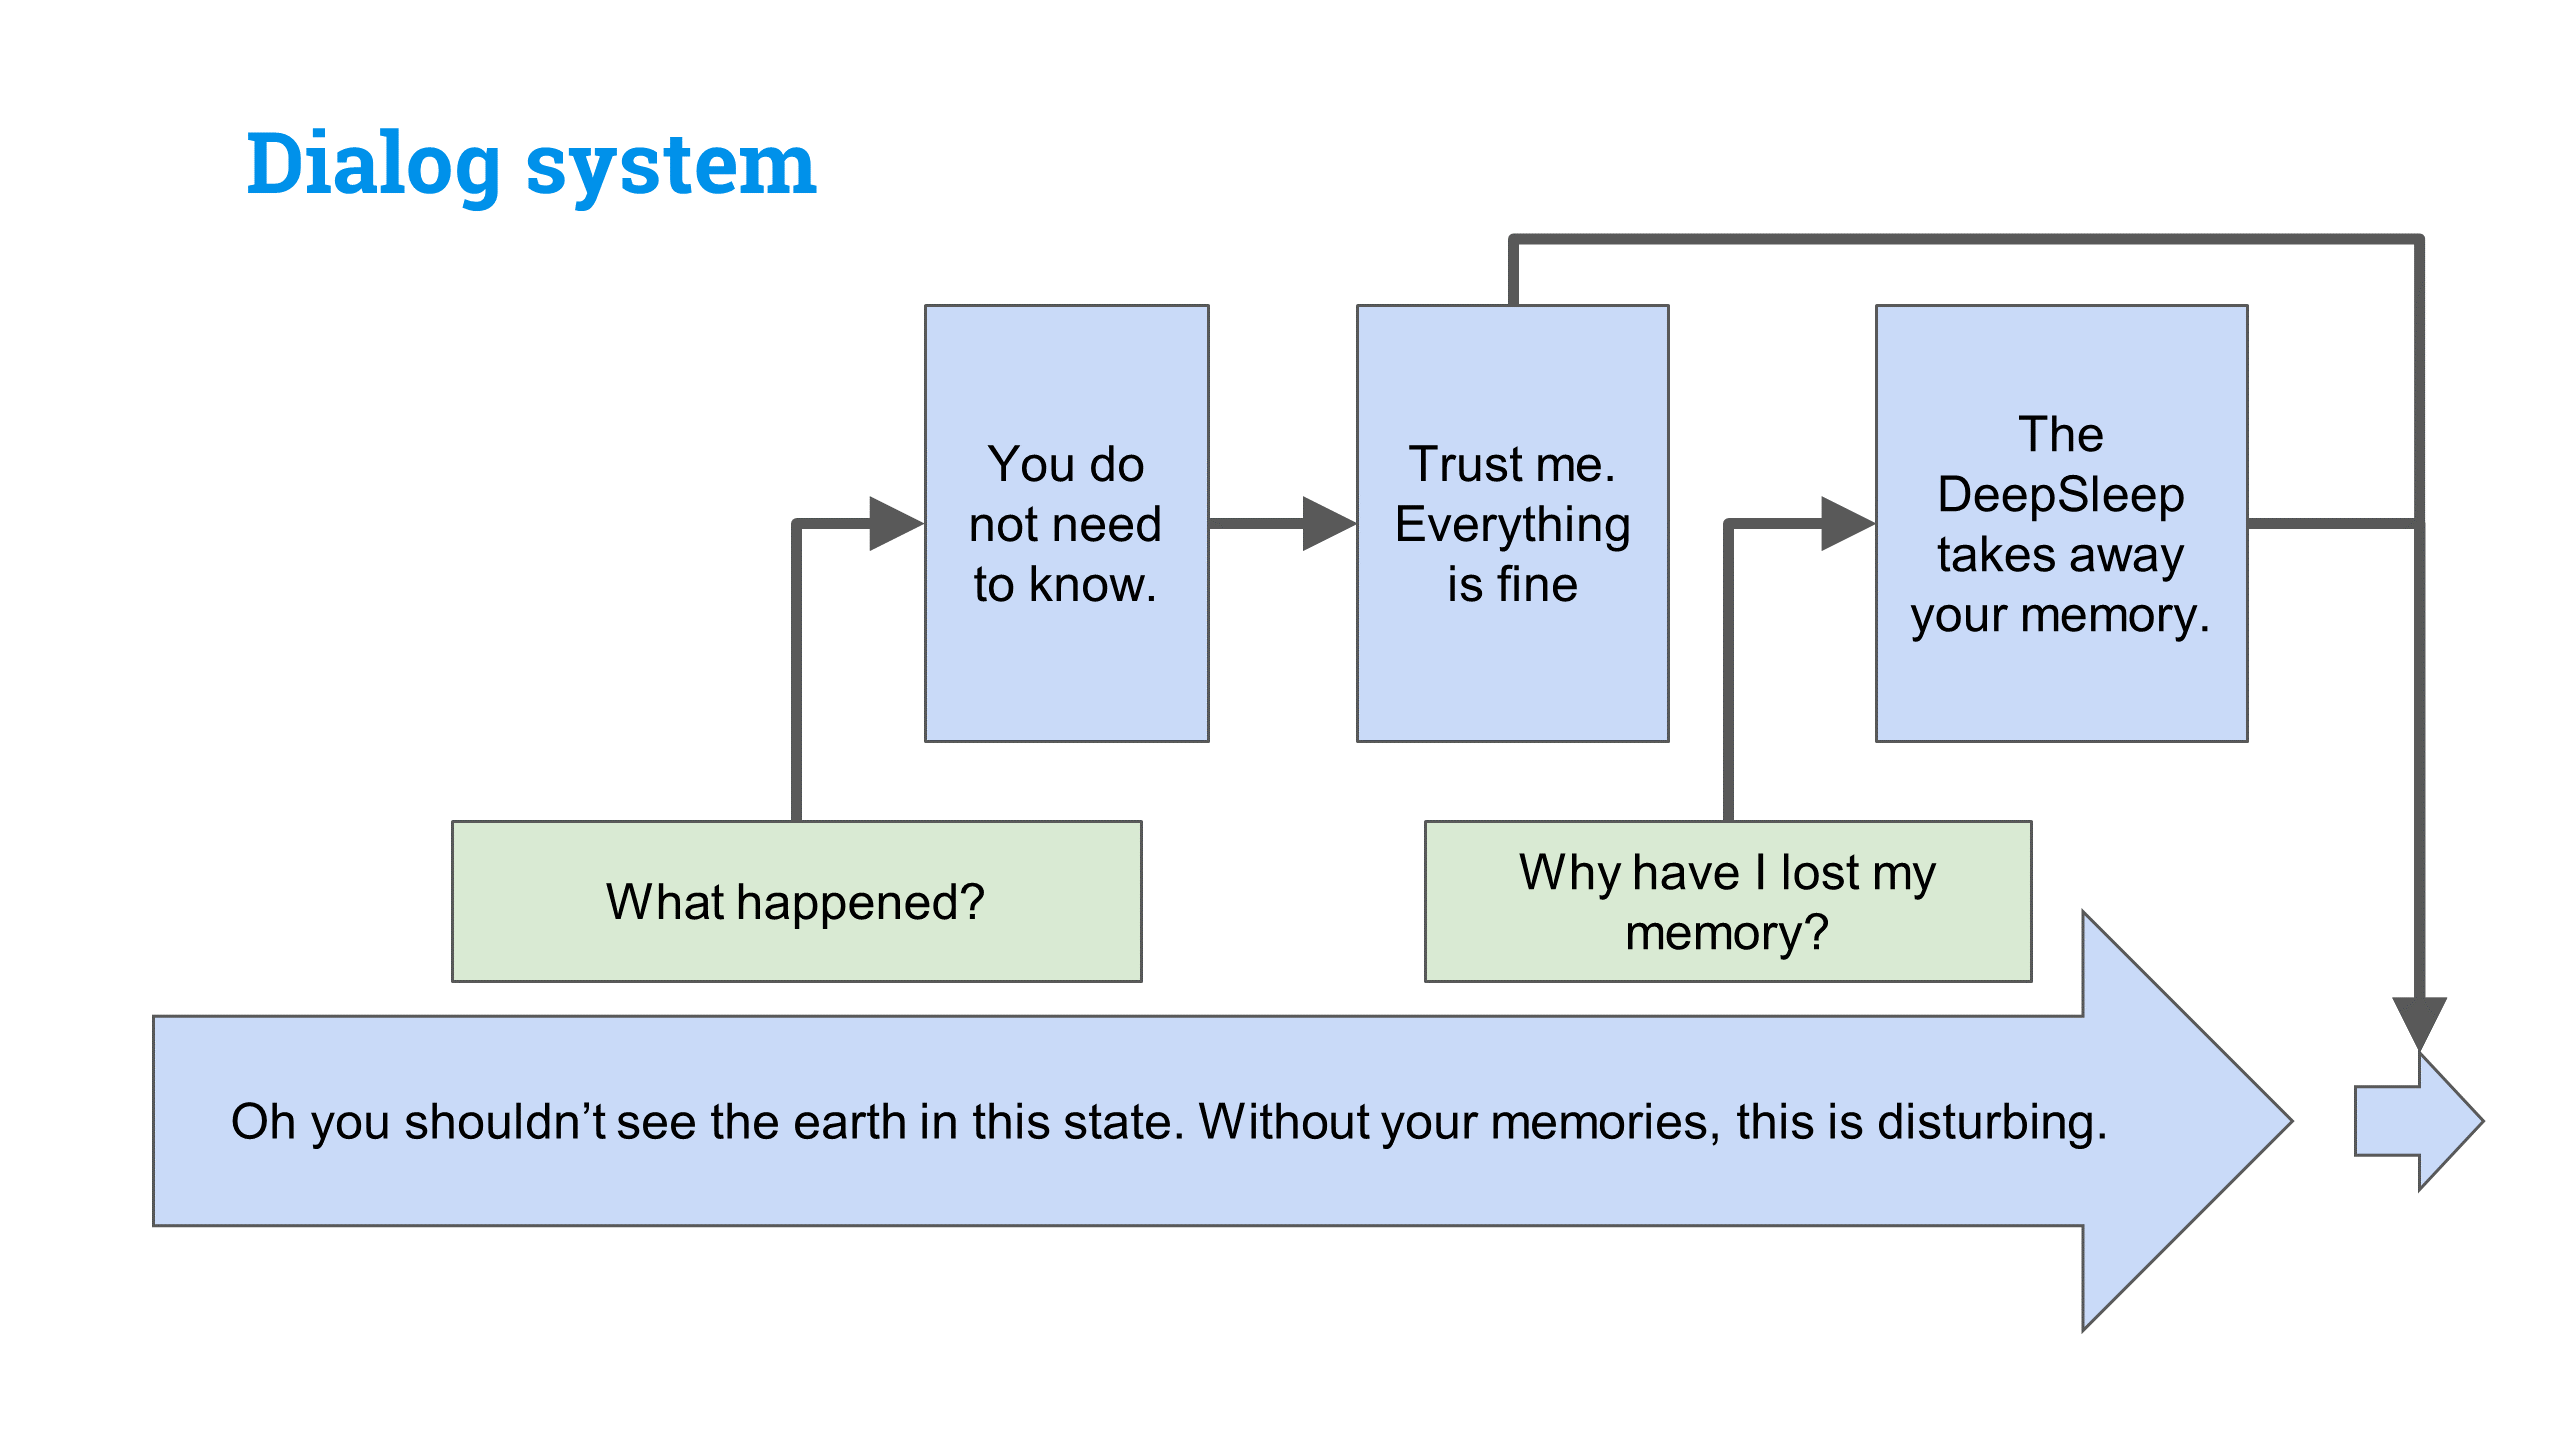 Dialog system
You do
not need
to know.
Trust me.
Everything
is fine
The
DeepSleep
takes away
your memory.
What happened?
Why have I lost my
memory?
Oh you shouldn’t see the earth in this state. Without your memories, this is disturbing.